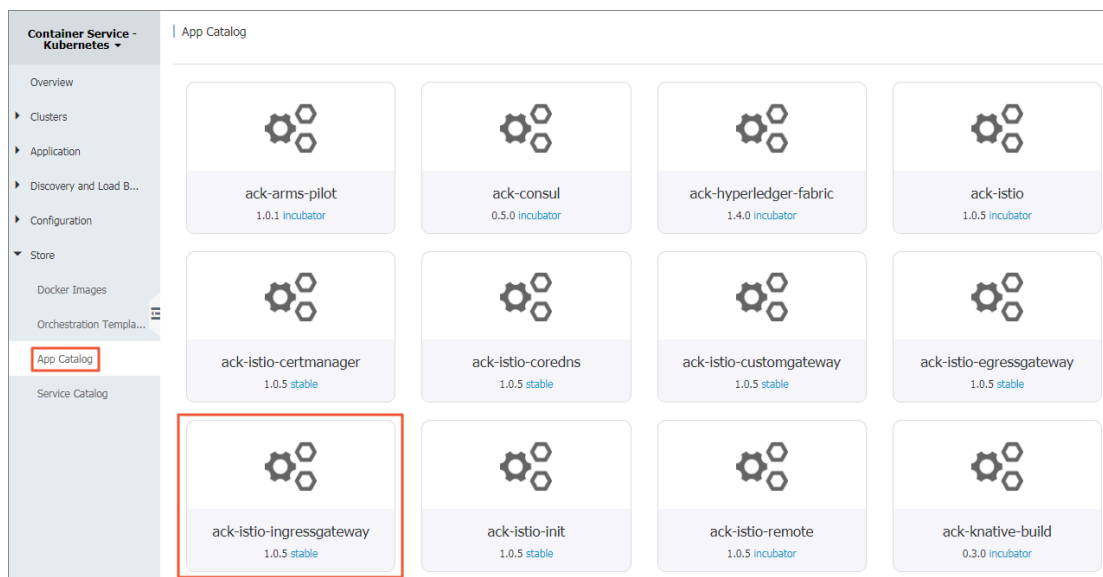 Container Service -
Kubernetes
App Catalog
Overview
Clusters
Application
Discovery and Load B...
Configuration
Store
Docker Images
Orchestration Templa...
App Catalog
Service Catalog
ack-arms-pilot
1.0.1 incubator
ack-consul
0.5.0 incubator
ack-hyperledger-fabric
1.4.0 incubator
ack-istio
1.0.5 incubator
ack-istio-certmanager
1.0.5 stable
ack-istio-coredns
1.0.5 stable
ack-istio-customgateway
1.0.5 stable
ack-istio-egressgateway
1.0.5 stable
ack-istio-ingressgateway
1.0.5 stable
ack-istio-init
1.0.5 stable
ack-istio-remote
1.0.5 incubator
ack-knative-build
0.3.0 incubator